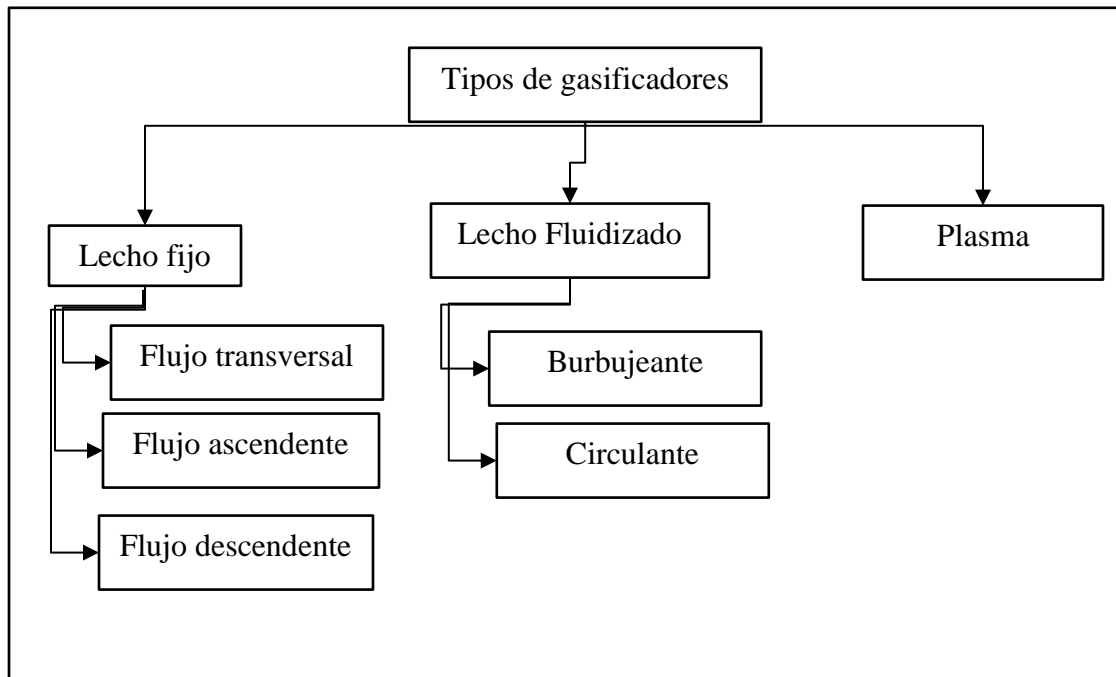 Tipos de gasificadores
Lecho fijo
Lecho Fluidizado
Plasma
Flujo transversal
Flujo ascendente
Flujo descendente
Burbujeante
Circulante